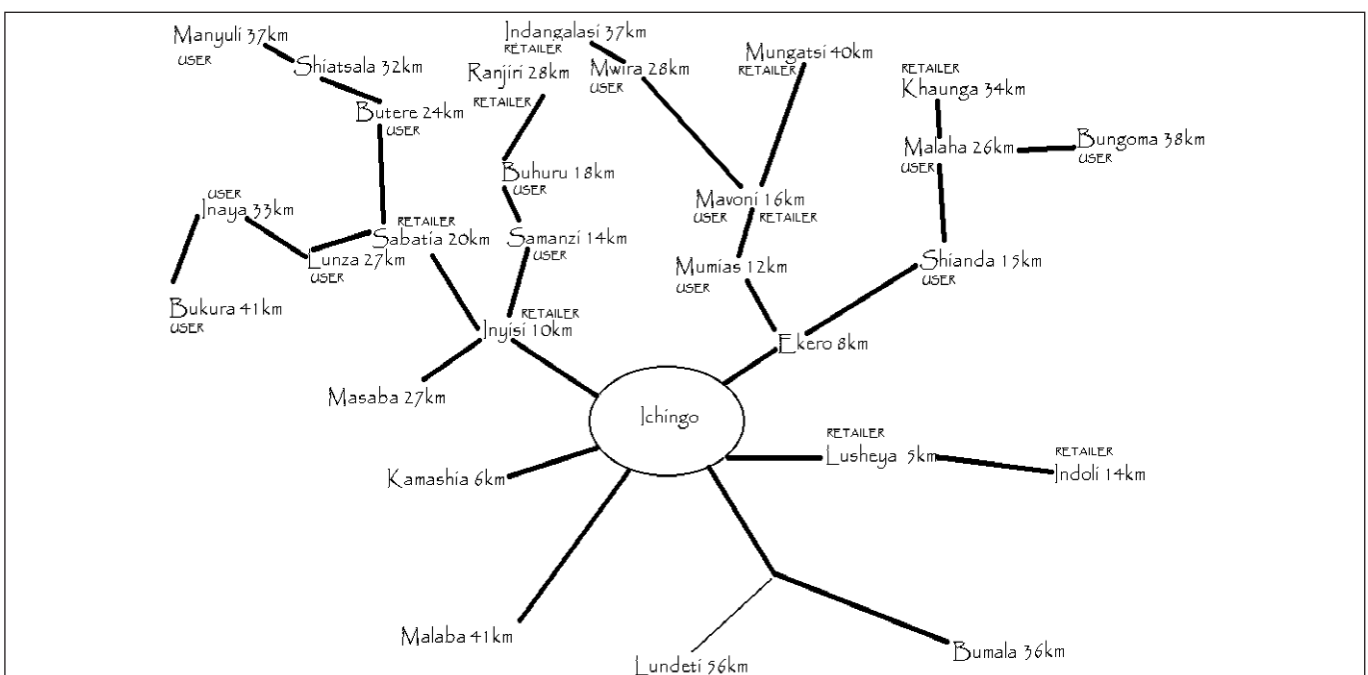 Manyuli 37km
USER
Shiatsala 32km
Butere 24km
USER
Indangalasi 37km
RETAILER
Ranjiri 28km
RETAILER
Mwira 28km
USER
Mungatsi 40km
RETAILER
RETAILER
Khaunga 34km
Malaha 26km
USER
Bungoma 38km
USER
Buhuru 18km
Mavoni 16km
USER RETAILER
USER
Inaya 33km
RETAILER
Sabatia 20km
Lunza 27km
USER
Samanzi 14km
USER
Mumias 12km
USER
Shianda 15km
USER
Bukura 41km
USER
RETAILER
Inyisi 10km
Ekero 8km
Masaba 27km
Ichingo
RETAILER
Lusheya 5km
RETAILER
Indoli 14km
Kamashia 6km
Malaba 41km
Lundeti 56km
Bumala 36km